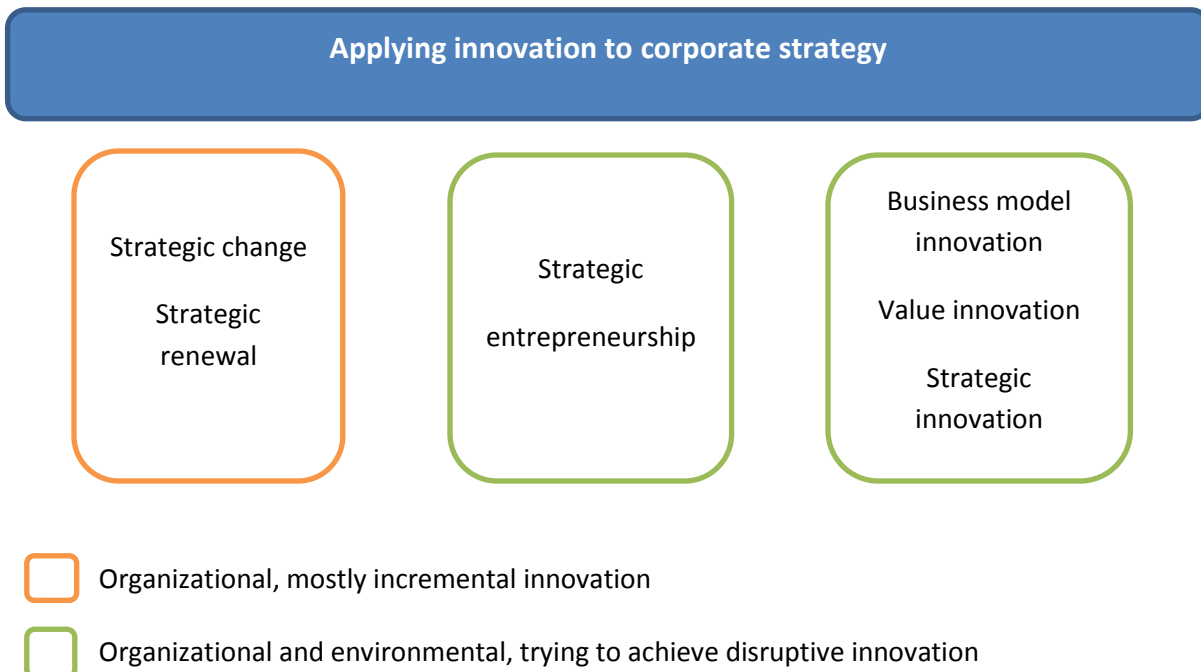 Applying innovation to corporate strategy
Strategic change
Strategic
renewal
Strategic
entrepreneurship
Business model
innovation
Value innovation
Strategic
innovation
Organizational, mostly incremental innovation
Organizational and environmental, trying to achieve disruptive innovation